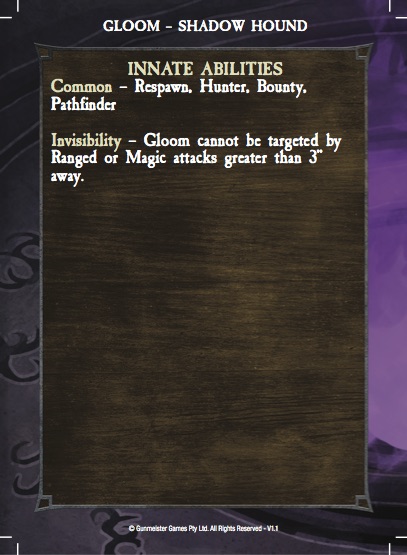 GLOOM - SHADOW HOUND
INNATE ABILITIES
Common - Respawn, Hunter, Bounty,
Pathfinder
Invisibility - Gloom cannot be targeted by
Ranged or Magic attacks greater than 3"
away.
© Gunmeister Games Pty Ltd. All Rights Reserved - V1.1